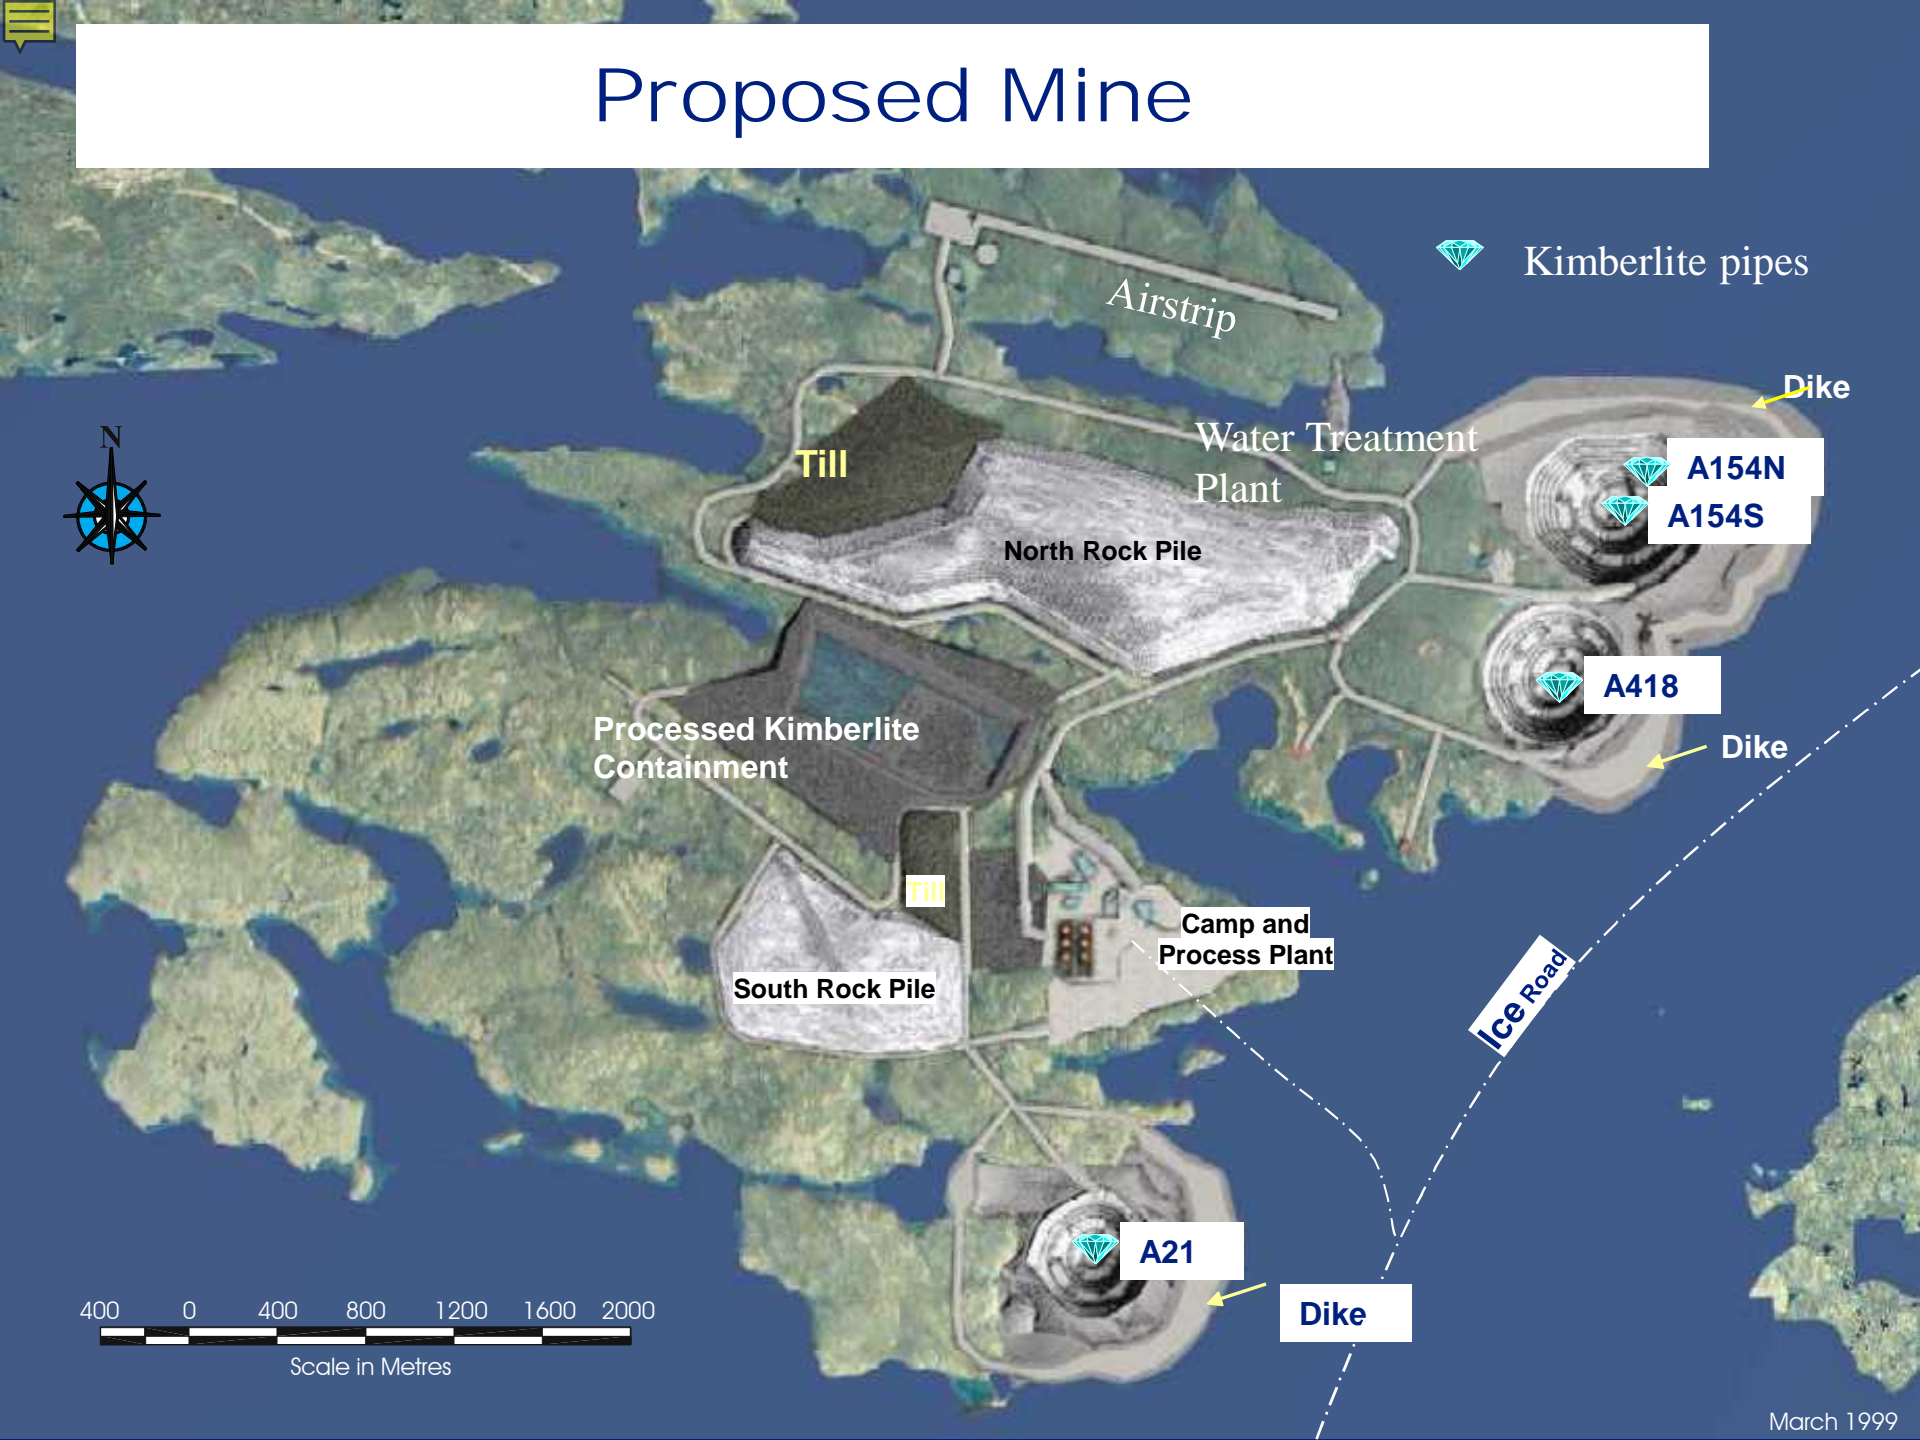 Proposed Mine
Kimberlite pipes
Airstrip
Dike
N
Water Treatment
Plant
Till
A154N
A154S
North Rock Pile
A418
Processed Kimberlite
Containment
Dike
Till
Camp and
Process Plant
South Rock Pile
Ice Road
A21
Dike
400 0 400 800 1200 1600 2000
Scale in Metres
March 1999